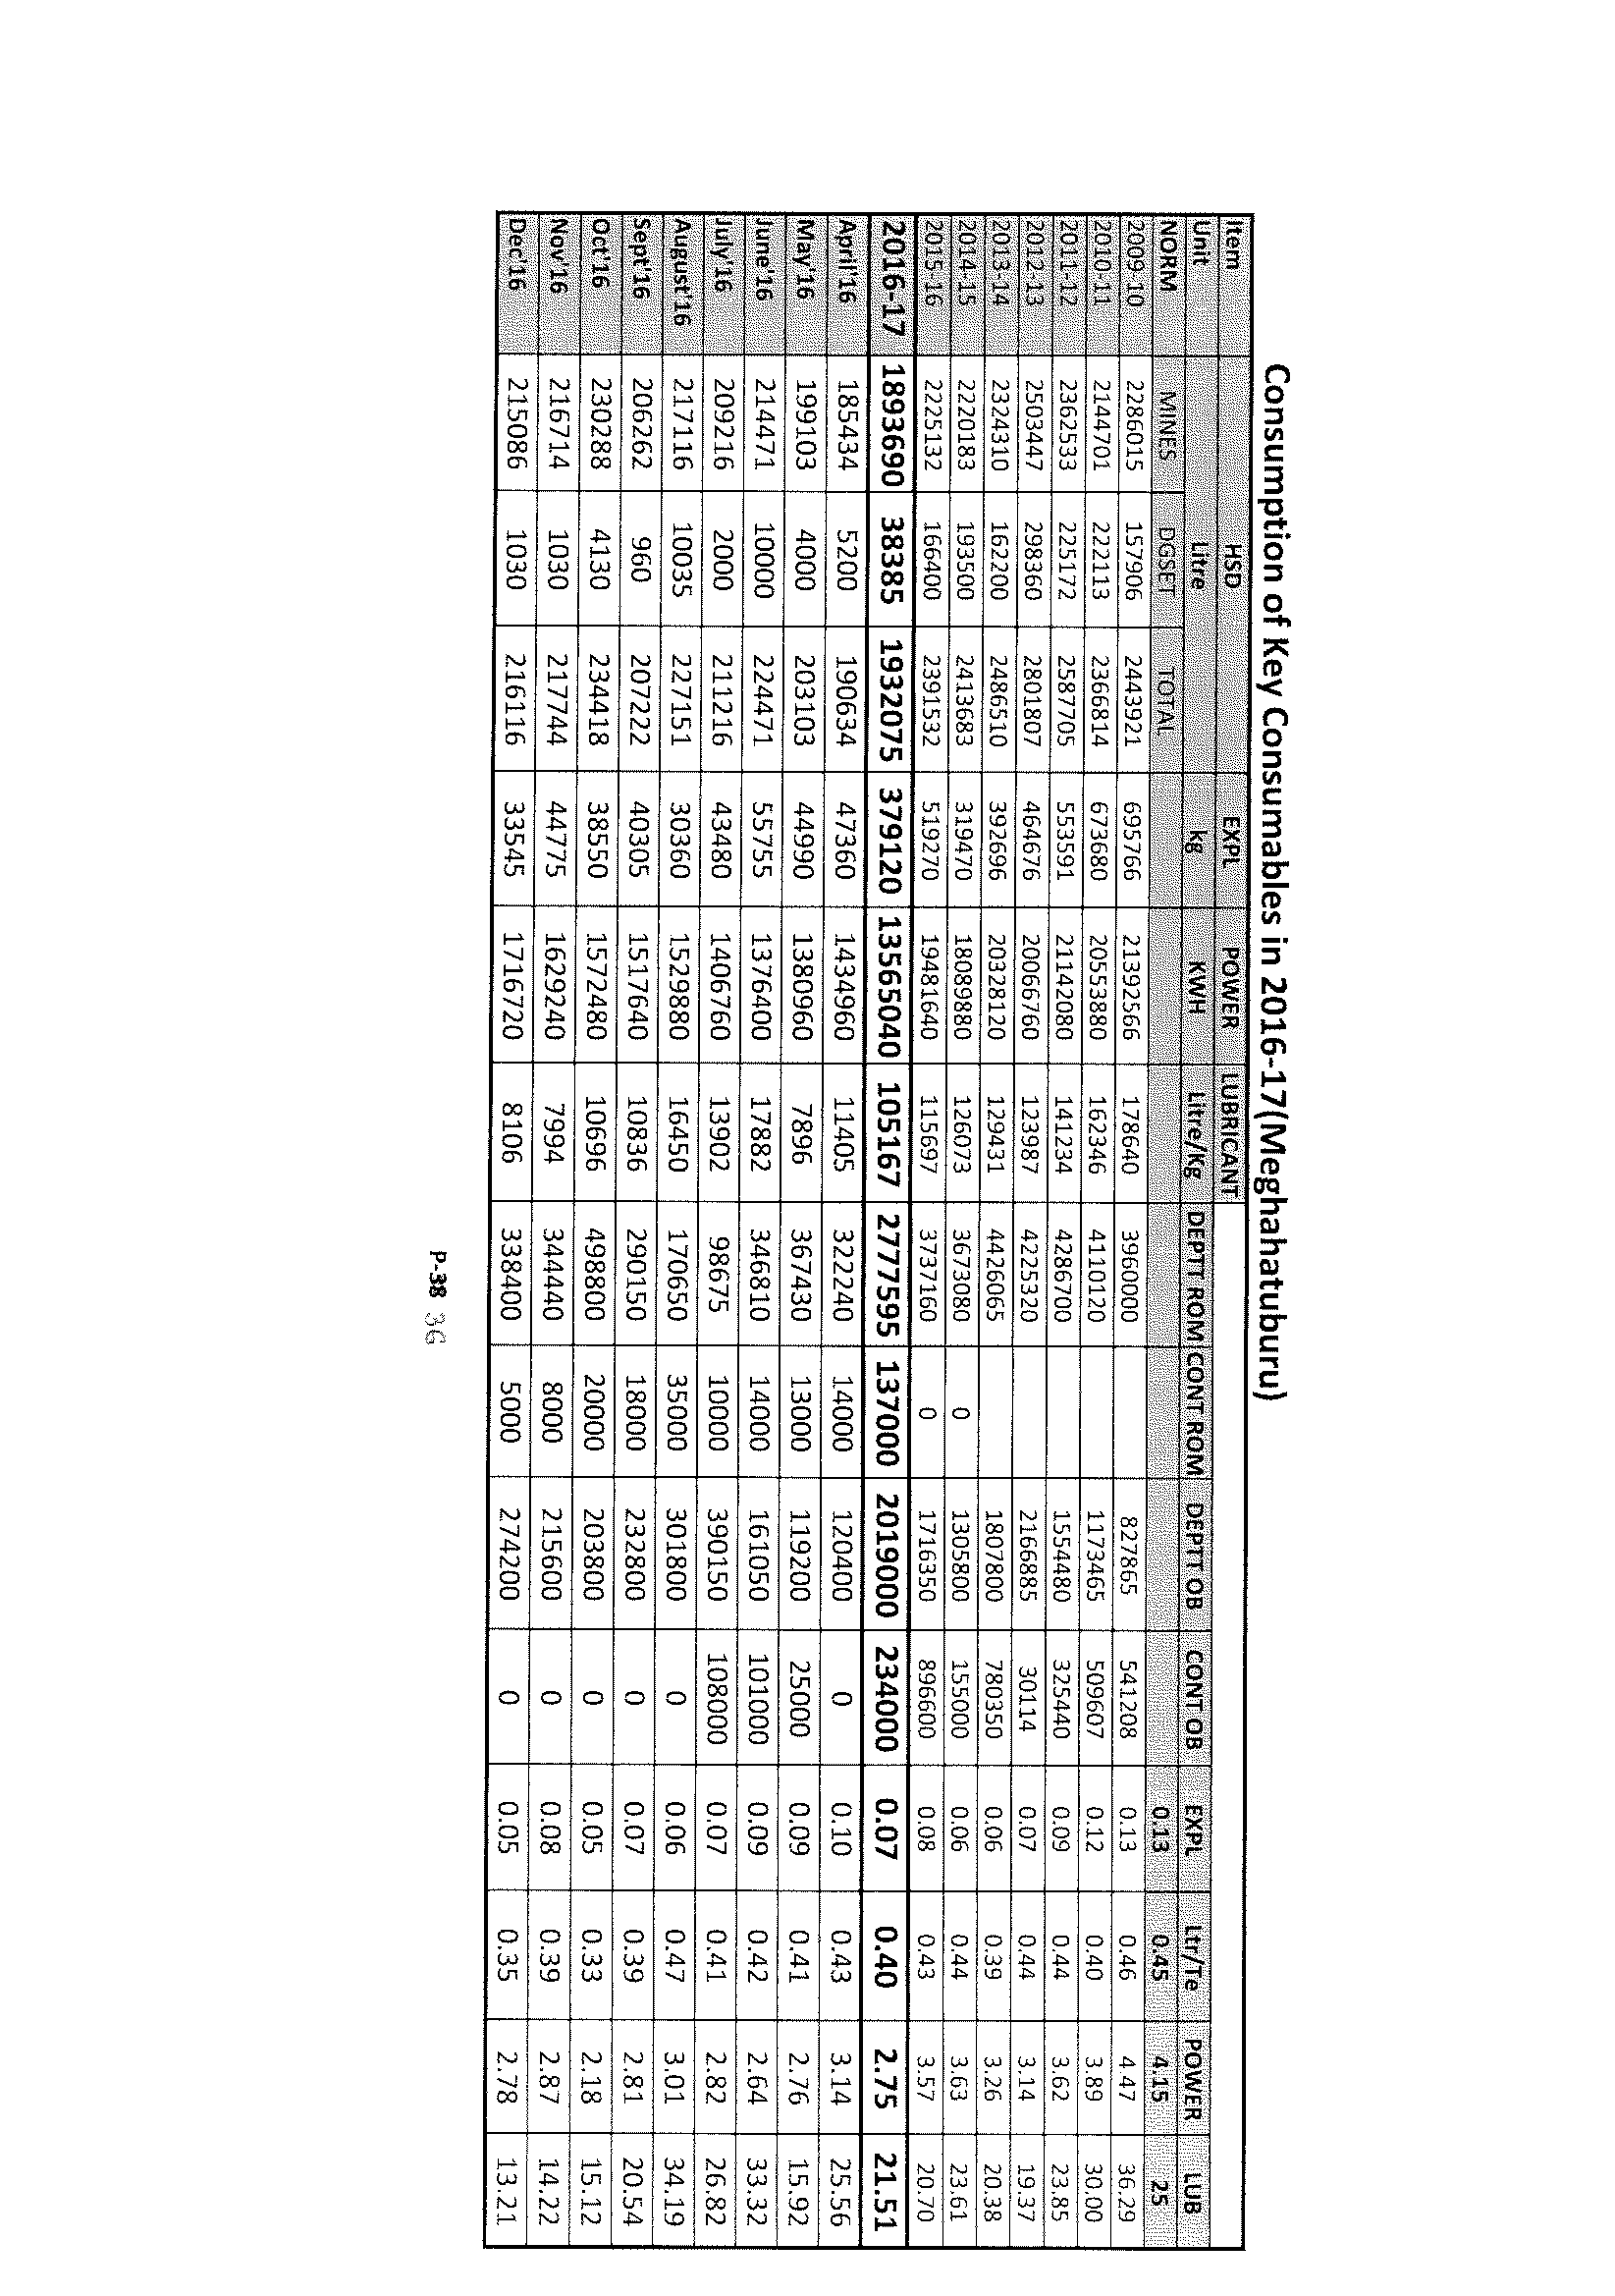 Consumption of Key Consumables in 2016-17(Meghahatuburu)
Item HSD EXPL POWER LUBRICANT
Unit Litre kg KWH Litre/Kg DEPTT ROM CONT ROM DEPTT OB CONT OB EXPL Ltr/Te POWER LUB
NORM MINES DGSET TOTAL 0.13 0.45 4.15 25
2009-10 2286015 157906 2443921 695766 21392566 178640 3960000 827865 541208 0.13 0.46 4.47 36.29
2010-11 2144701 222113 2366814 673680 20553880 162346 4110120 1173465 509607 0.12 0.40 3.89 30.00
2011-12 2362533 225172 2587705 553591 21142080 141234 4286700 1554480 325440 0.09 0.44 3.62 23.85
2012-13 2503447 298360 2801807 464676 20066760 123987 4225320 2166885 30114 0.07 0.44 3.14 19.37
2013-14 2324310 162200 2486510 392696 20328120 129431 4426065 1807800 780350 0.06 0.39 3.26 20.38
2014-15 2220183 193500 2413683 319470 18089880 126073 3673080 0 1305800 155000 0.06 0.44 3.63 23.61
2015-16 2225132 166400 2391532 519270 19481640 115697 3737160 0 1716350 896600 0.08 0.43 3.57 20.70
2016-17 1893690 38385 1932075 379120 13565040 105167 2777595 137000 2019000 234000 0.07 0.40 2.75 21.51
April'16 185434 5200 190634 47360 1434960 11405 322240 14000 120400 0 0.10 0.43 3.14 25.56
May'16 199103 4000 203103 44990 1380960 7896 367430 13000 119200 25000 0.09 0.41 2.76 15.92
June'16 214471 10000 224471 55755 1376400 17882 346810 14000 161050 101000 0.09 0.42 2.64 33.32
July'16 209216 2000 211216 43480 1406760 13902 98675 10000 390150 108000 0.07 0.41 2.82 26.82
August'16 217116 10035 227151 30360 1529880 16450 170650 35000 301800 0 0.06 0.47 3.01 34.19
Sept'16 206262 960 207222 40305 1517640 10836 290150 18000 232800 0 0.07 0.39 2.81 20.54
Oct'16 230288 4130 234418 38550 1572480 10696 498800 20000 203800 0 0.05 0.33 2.18 15.12
Nov'16 216714 1030 217744 44775 1629240 7994 344440 8000 215600 0 0.08 0.39 2.87 14.22
Dec'16 215086 1030 216116 33545 1716720 8106 338400 5000 274200 0 0.05 0.35 2.78 13.21
P-38 36